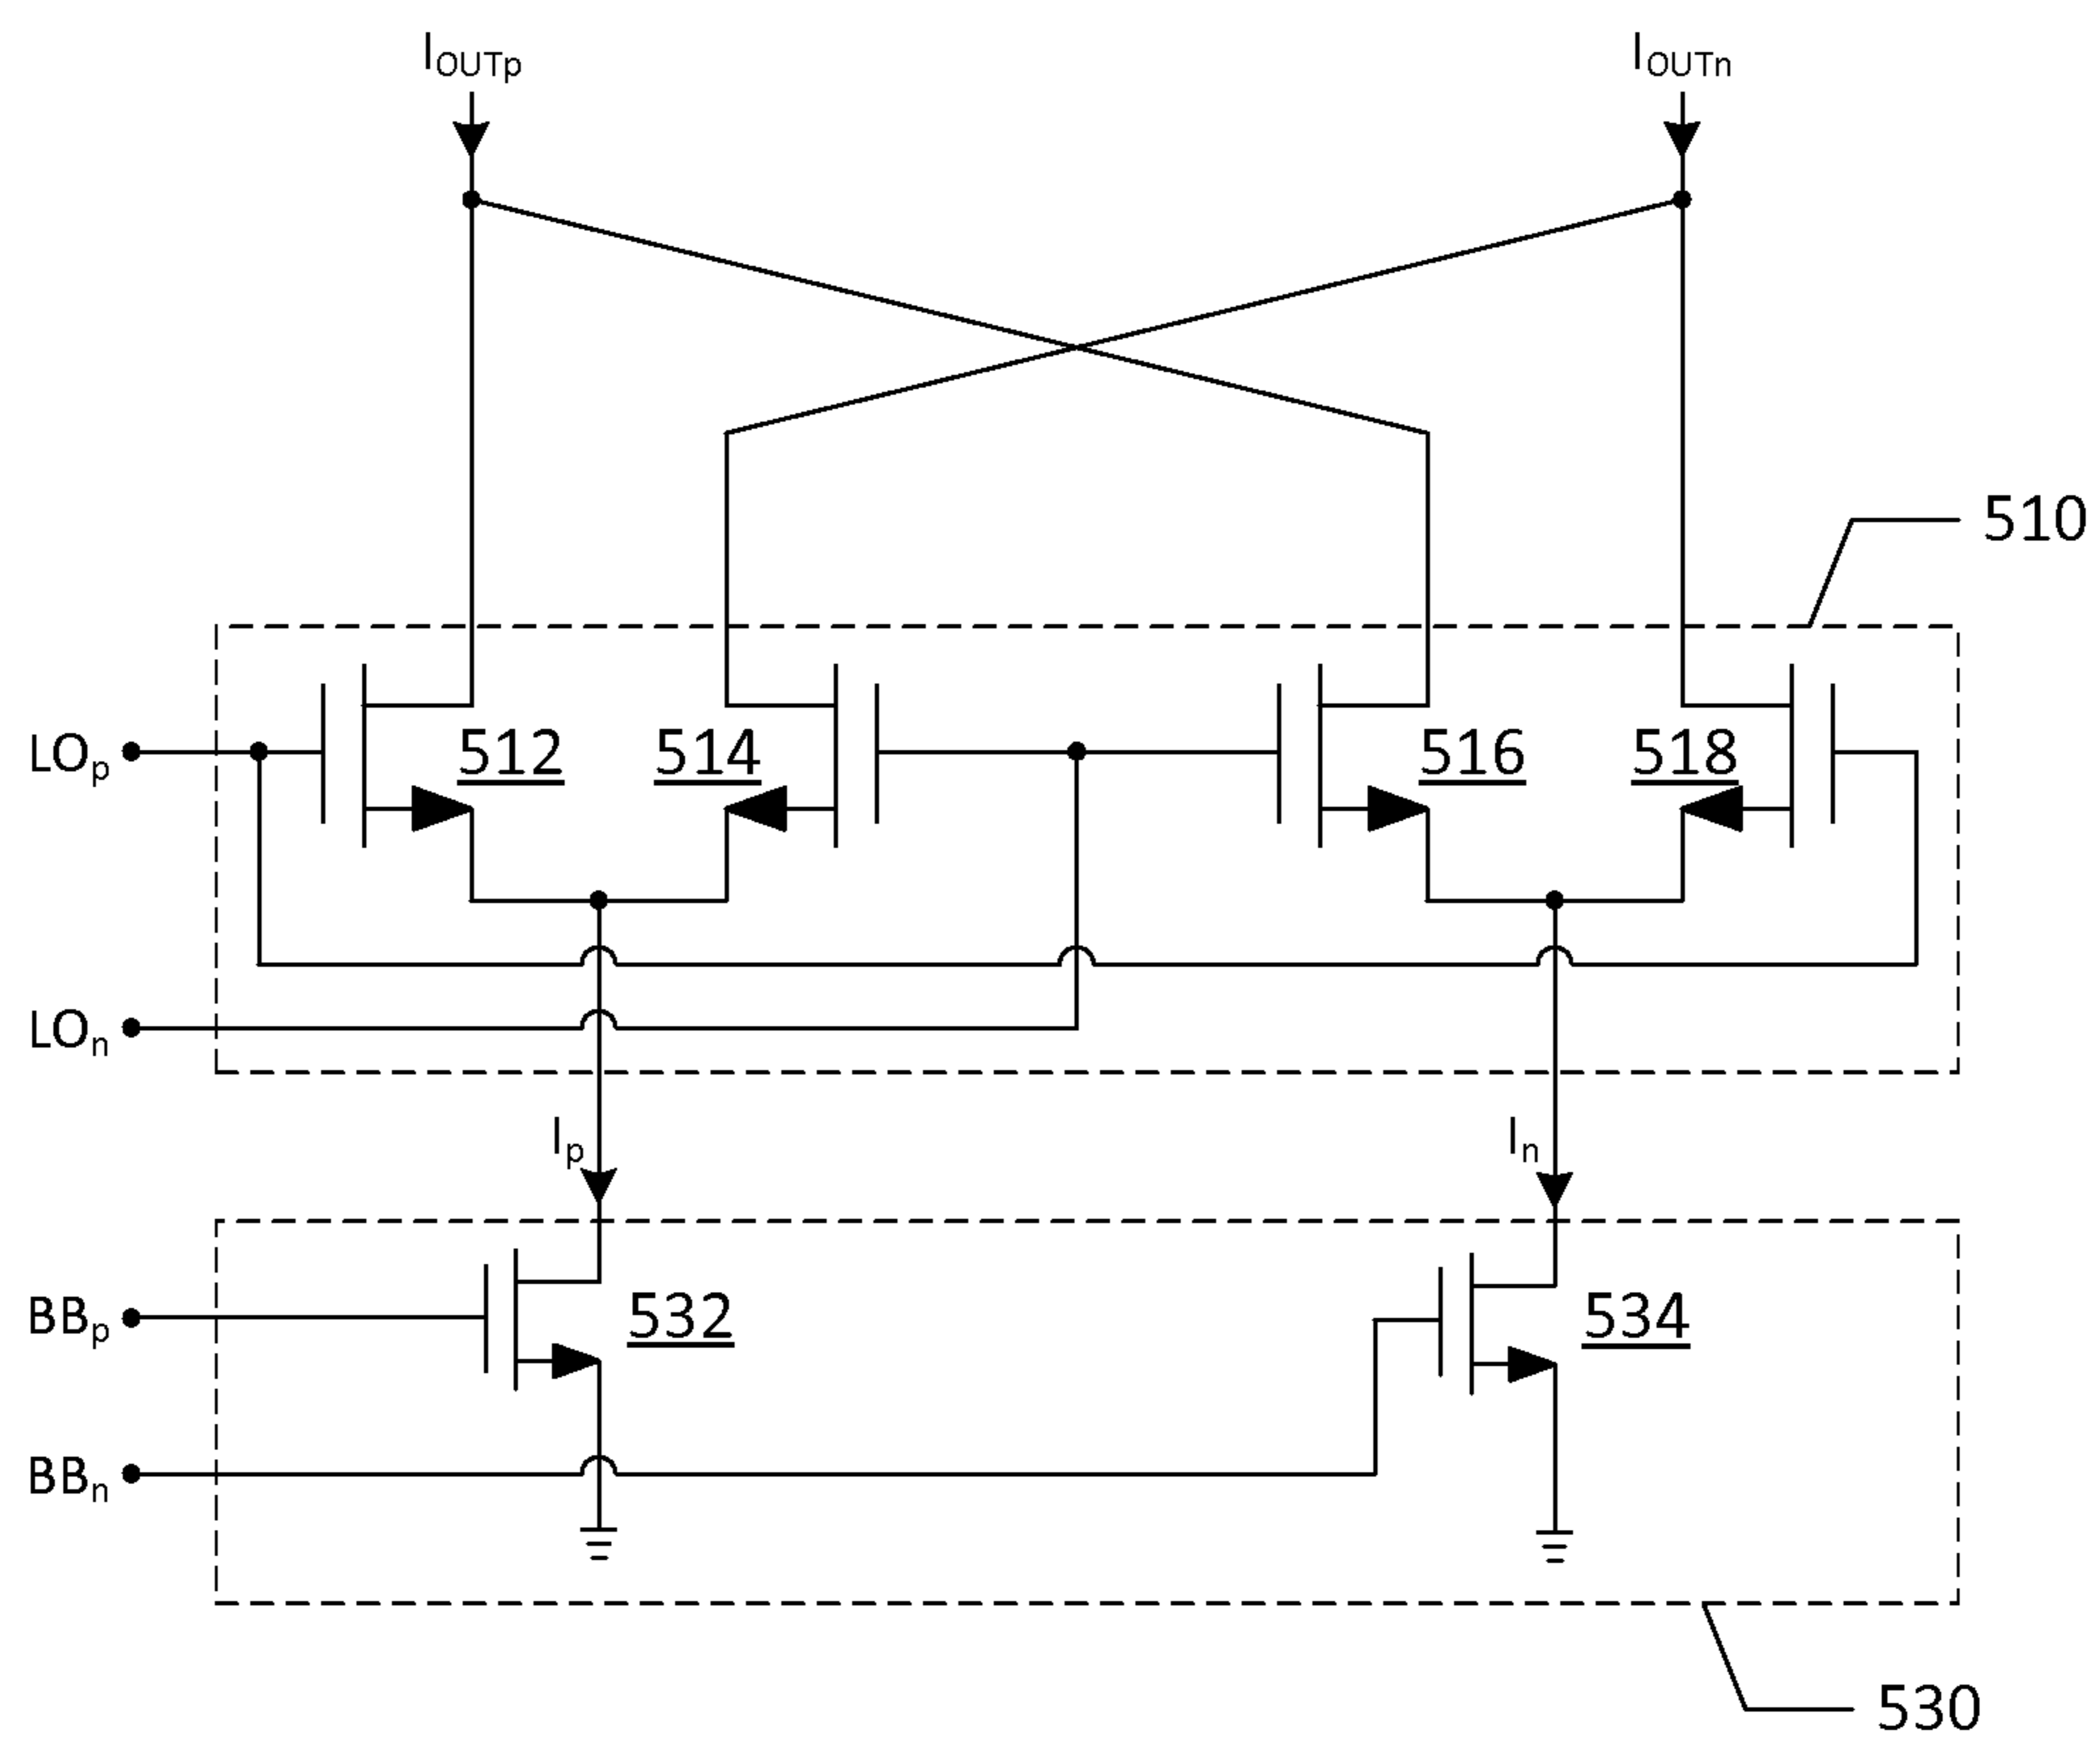 IOUTp
IOUTn
510
LOp
512
514
516
518
LOn
Ip
In
BBp
532
534
BBn
530